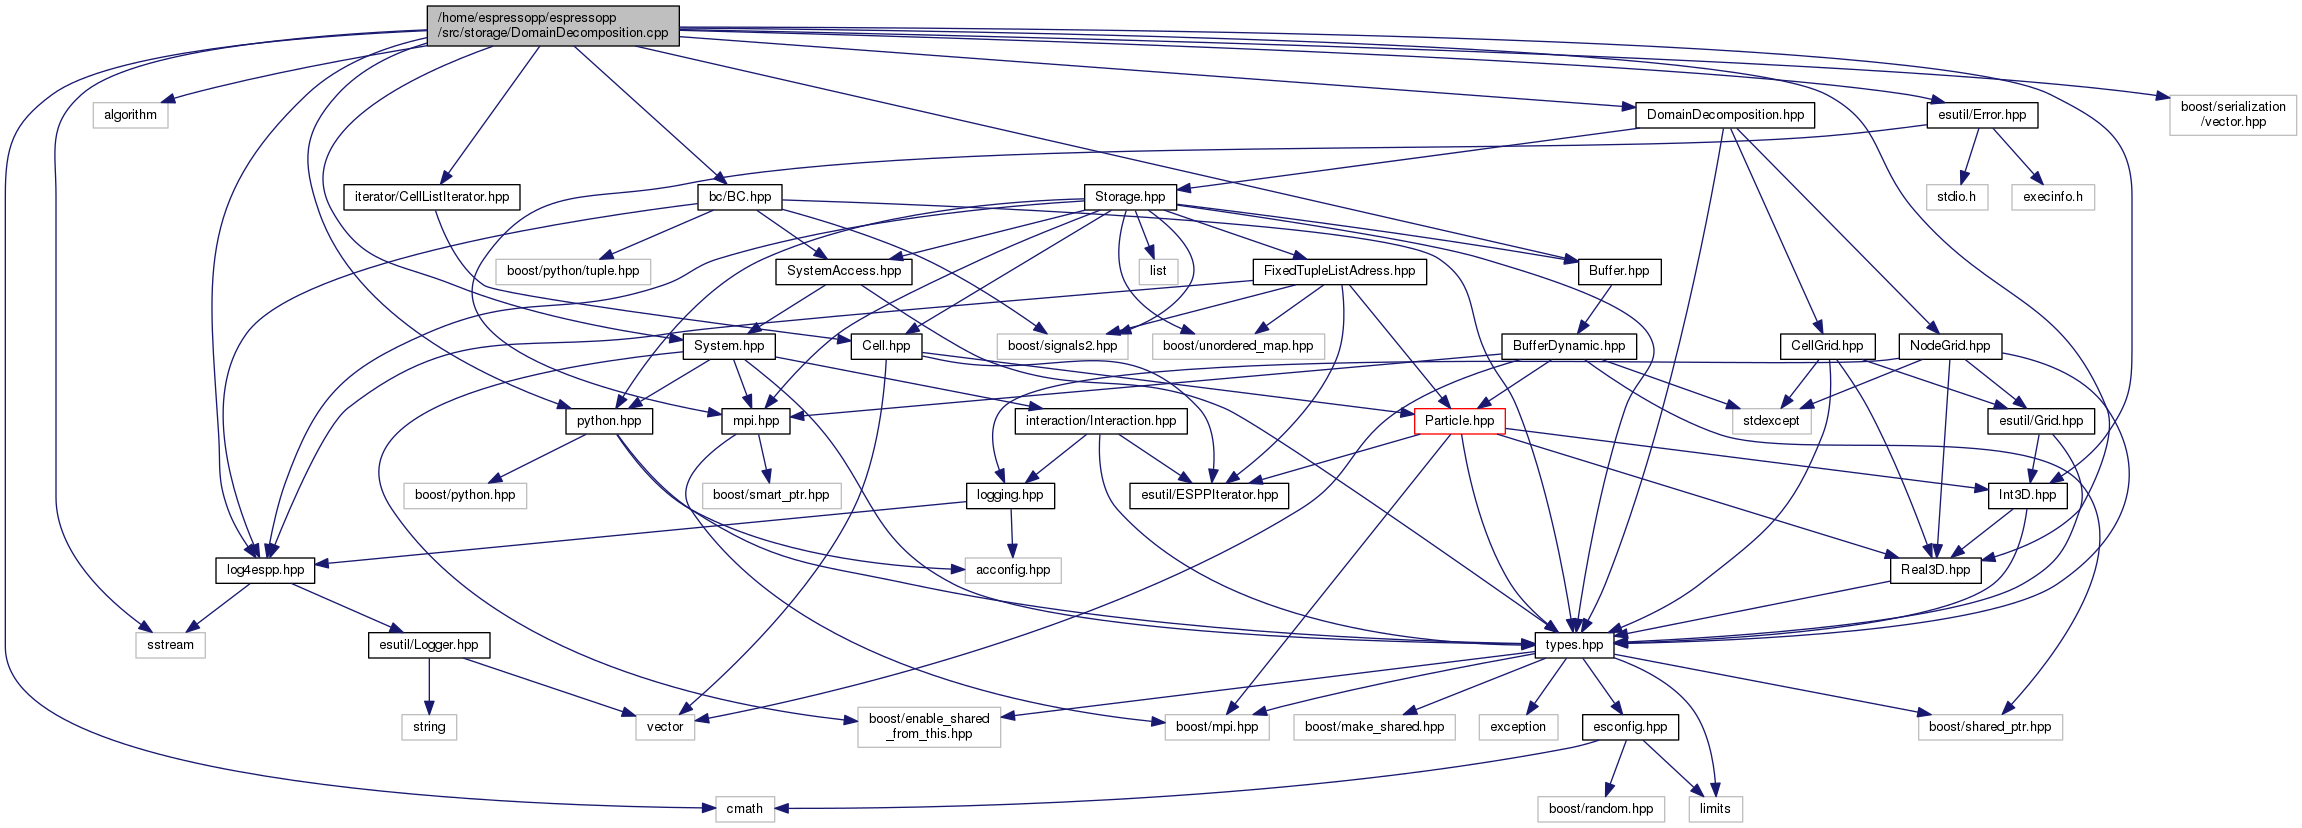 /home/espressopp/espressopp
/src/storage/DomainDecomposition.cpp
algorithm
DomainDecomposition.hpp
esutil/Error.hpp
boost/serialization
/vector.hpp
iterator/CellListIterator.hpp
bc/BC.hpp
Storage.hpp
stdio.h
execinfo.h
boost/python/tuple.hpp
SystemAccess.hpp
list
FixedTupleListAdress.hpp
Buffer.hpp
System.hpp
Cell.hpp
boost/signals2.hpp
boost/unordered_map.hpp
BufferDynamic.hpp
CellGrid.hpp
NodeGrid.hpp
python.hpp
mpi.hpp
interaction/Interaction.hpp
Particle.hpp
stdexcept
esutil/Grid.hpp
boost/python.hpp
boost/smart_ptr.hpp
logging.hpp
esutil/ESPPIterator.hpp
Int3D.hpp
log4espp.hpp
acconfig.hpp
Real3D.hpp
sstream
esutil/Logger.hpp
types.hpp
string
vector
boost/enable_shared
_from_this.hpp
boost/mpi.hpp
boost/make_shared.hpp
exception
esconfig.hpp
boost/shared_ptr.hpp
cmath
boost/random.hpp
limits